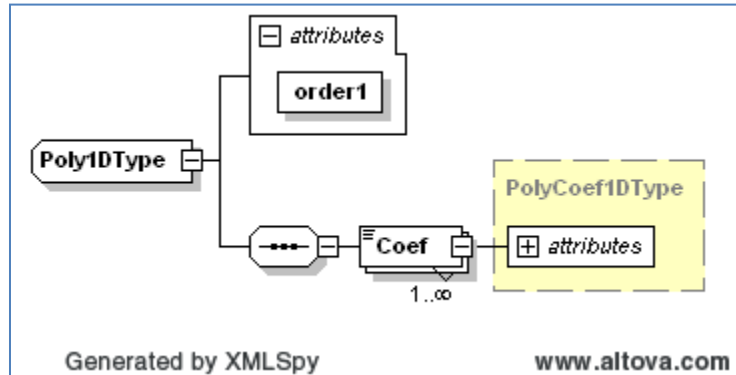 attributes
order1
Poly1DType
PolyCoef1DType
Coef
attributes
1..∞
Generated by XMLSpy
www.altova.com